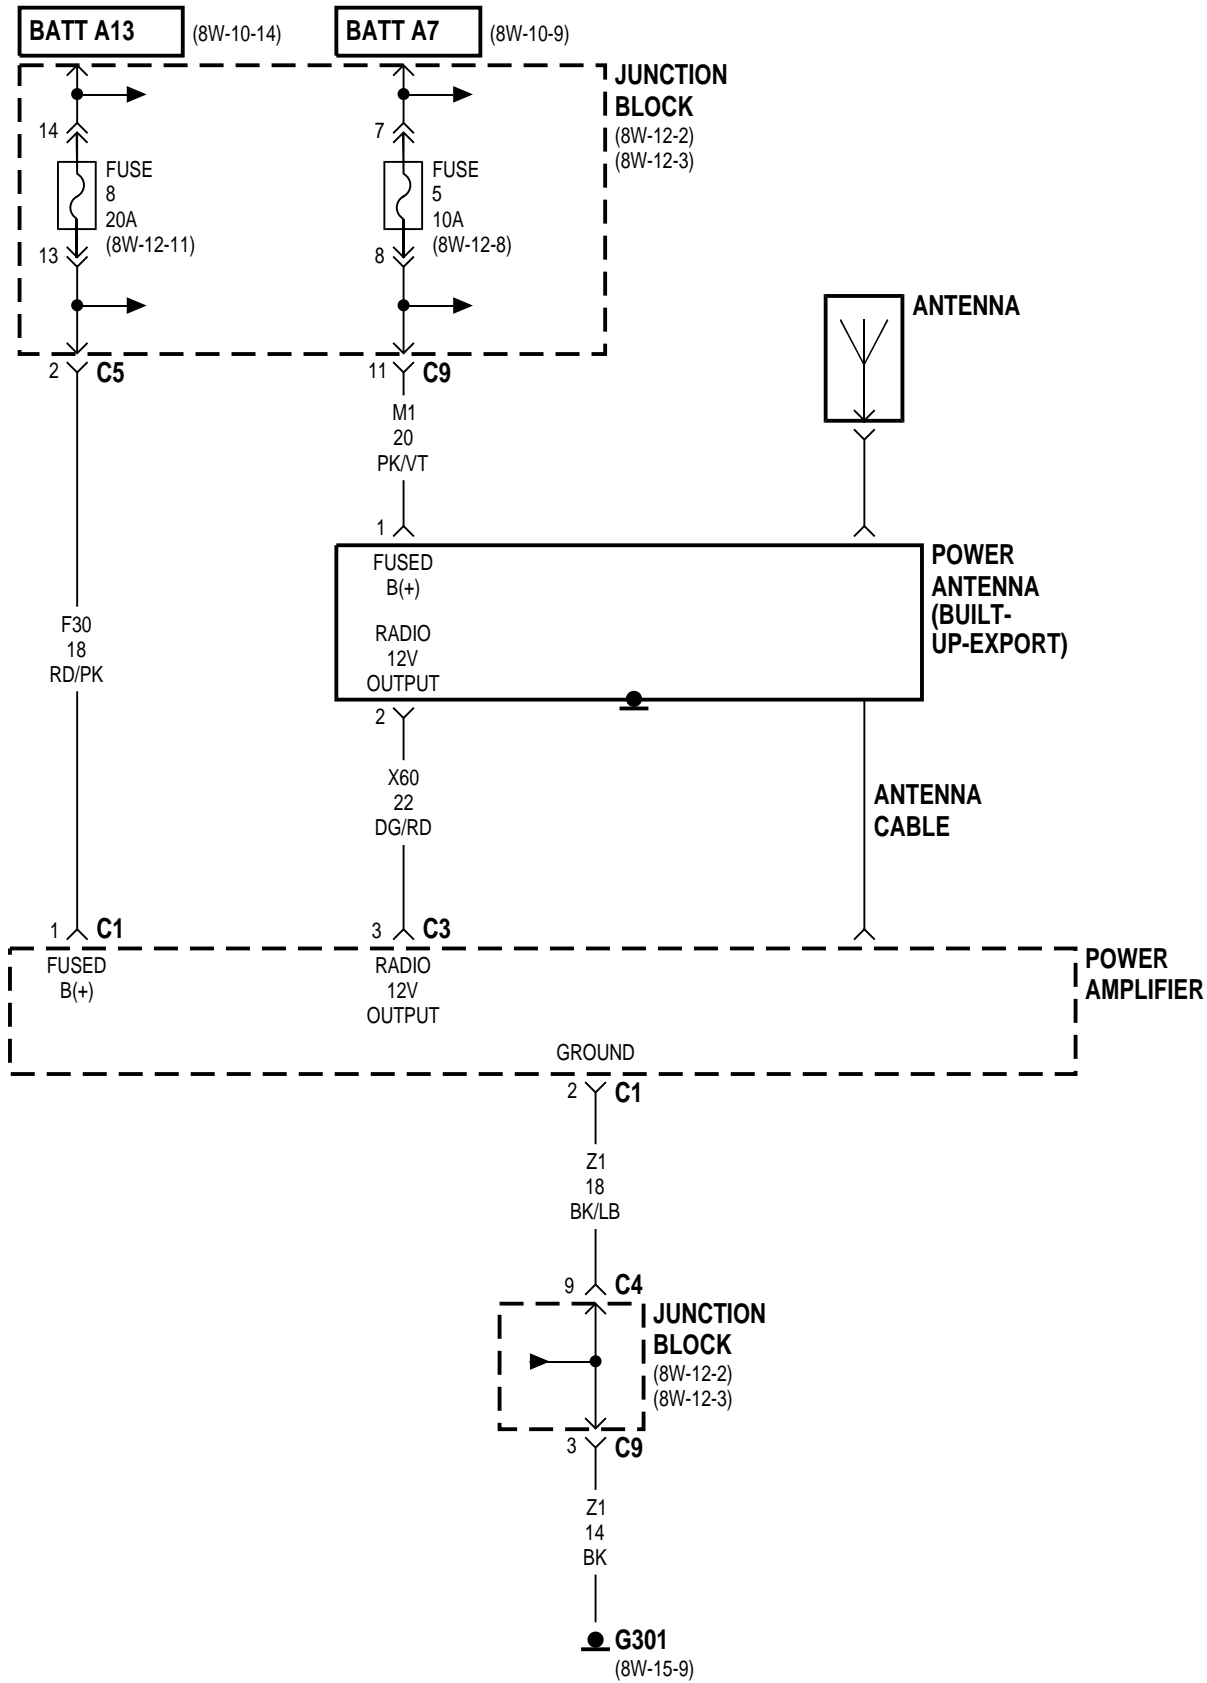 BATT A13
(8W-10-14)
BATT A7
(8W-10-9)
JUNCTION
BLOCK
(8W-12-2)
(8W-12-3)
14
FUSE
8
20A
(8W-12-11)
13
7
FUSE
5
10A
(8W-12-8)
8
2
C5
11
C9
ANTENNA
M1
20
PK/VT
1
FUSED
B(+)
RADIO
12V
OUTPUT
POWER
ANTENNA
(BUILT-
UP-EXPORT)
F30
18
RD/PK
2
X60
22
DG/RD
ANTENNA
CABLE
1
C1
3
C3
FUSED
B(+)
RADIO
12V
OUTPUT
GROUND
POWER
AMPLIFIER
2
C1
Z1
18
BK/LB
9
C4
JUNCTION
BLOCK
(8W-12-2)
(8W-12-3)
3
C9
Z1
14
BK
G301
(8W-15-9)